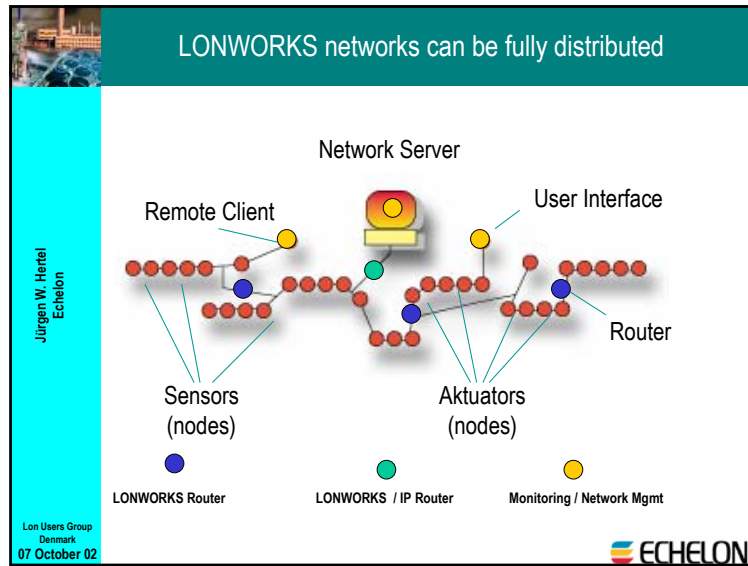 LONWORKS networks can be fully distributed
Network Server
Remote Client
User Interface
Router
Sensors
(nodes)
Aktuators
(nodes)
LONWORKS Router
LONWORKS / IP Router
Monitoring / Network Mgmt
Jürgen W. Hertel
Echelon
Lon Users Group
Denmark
07 October 02
ECHELON